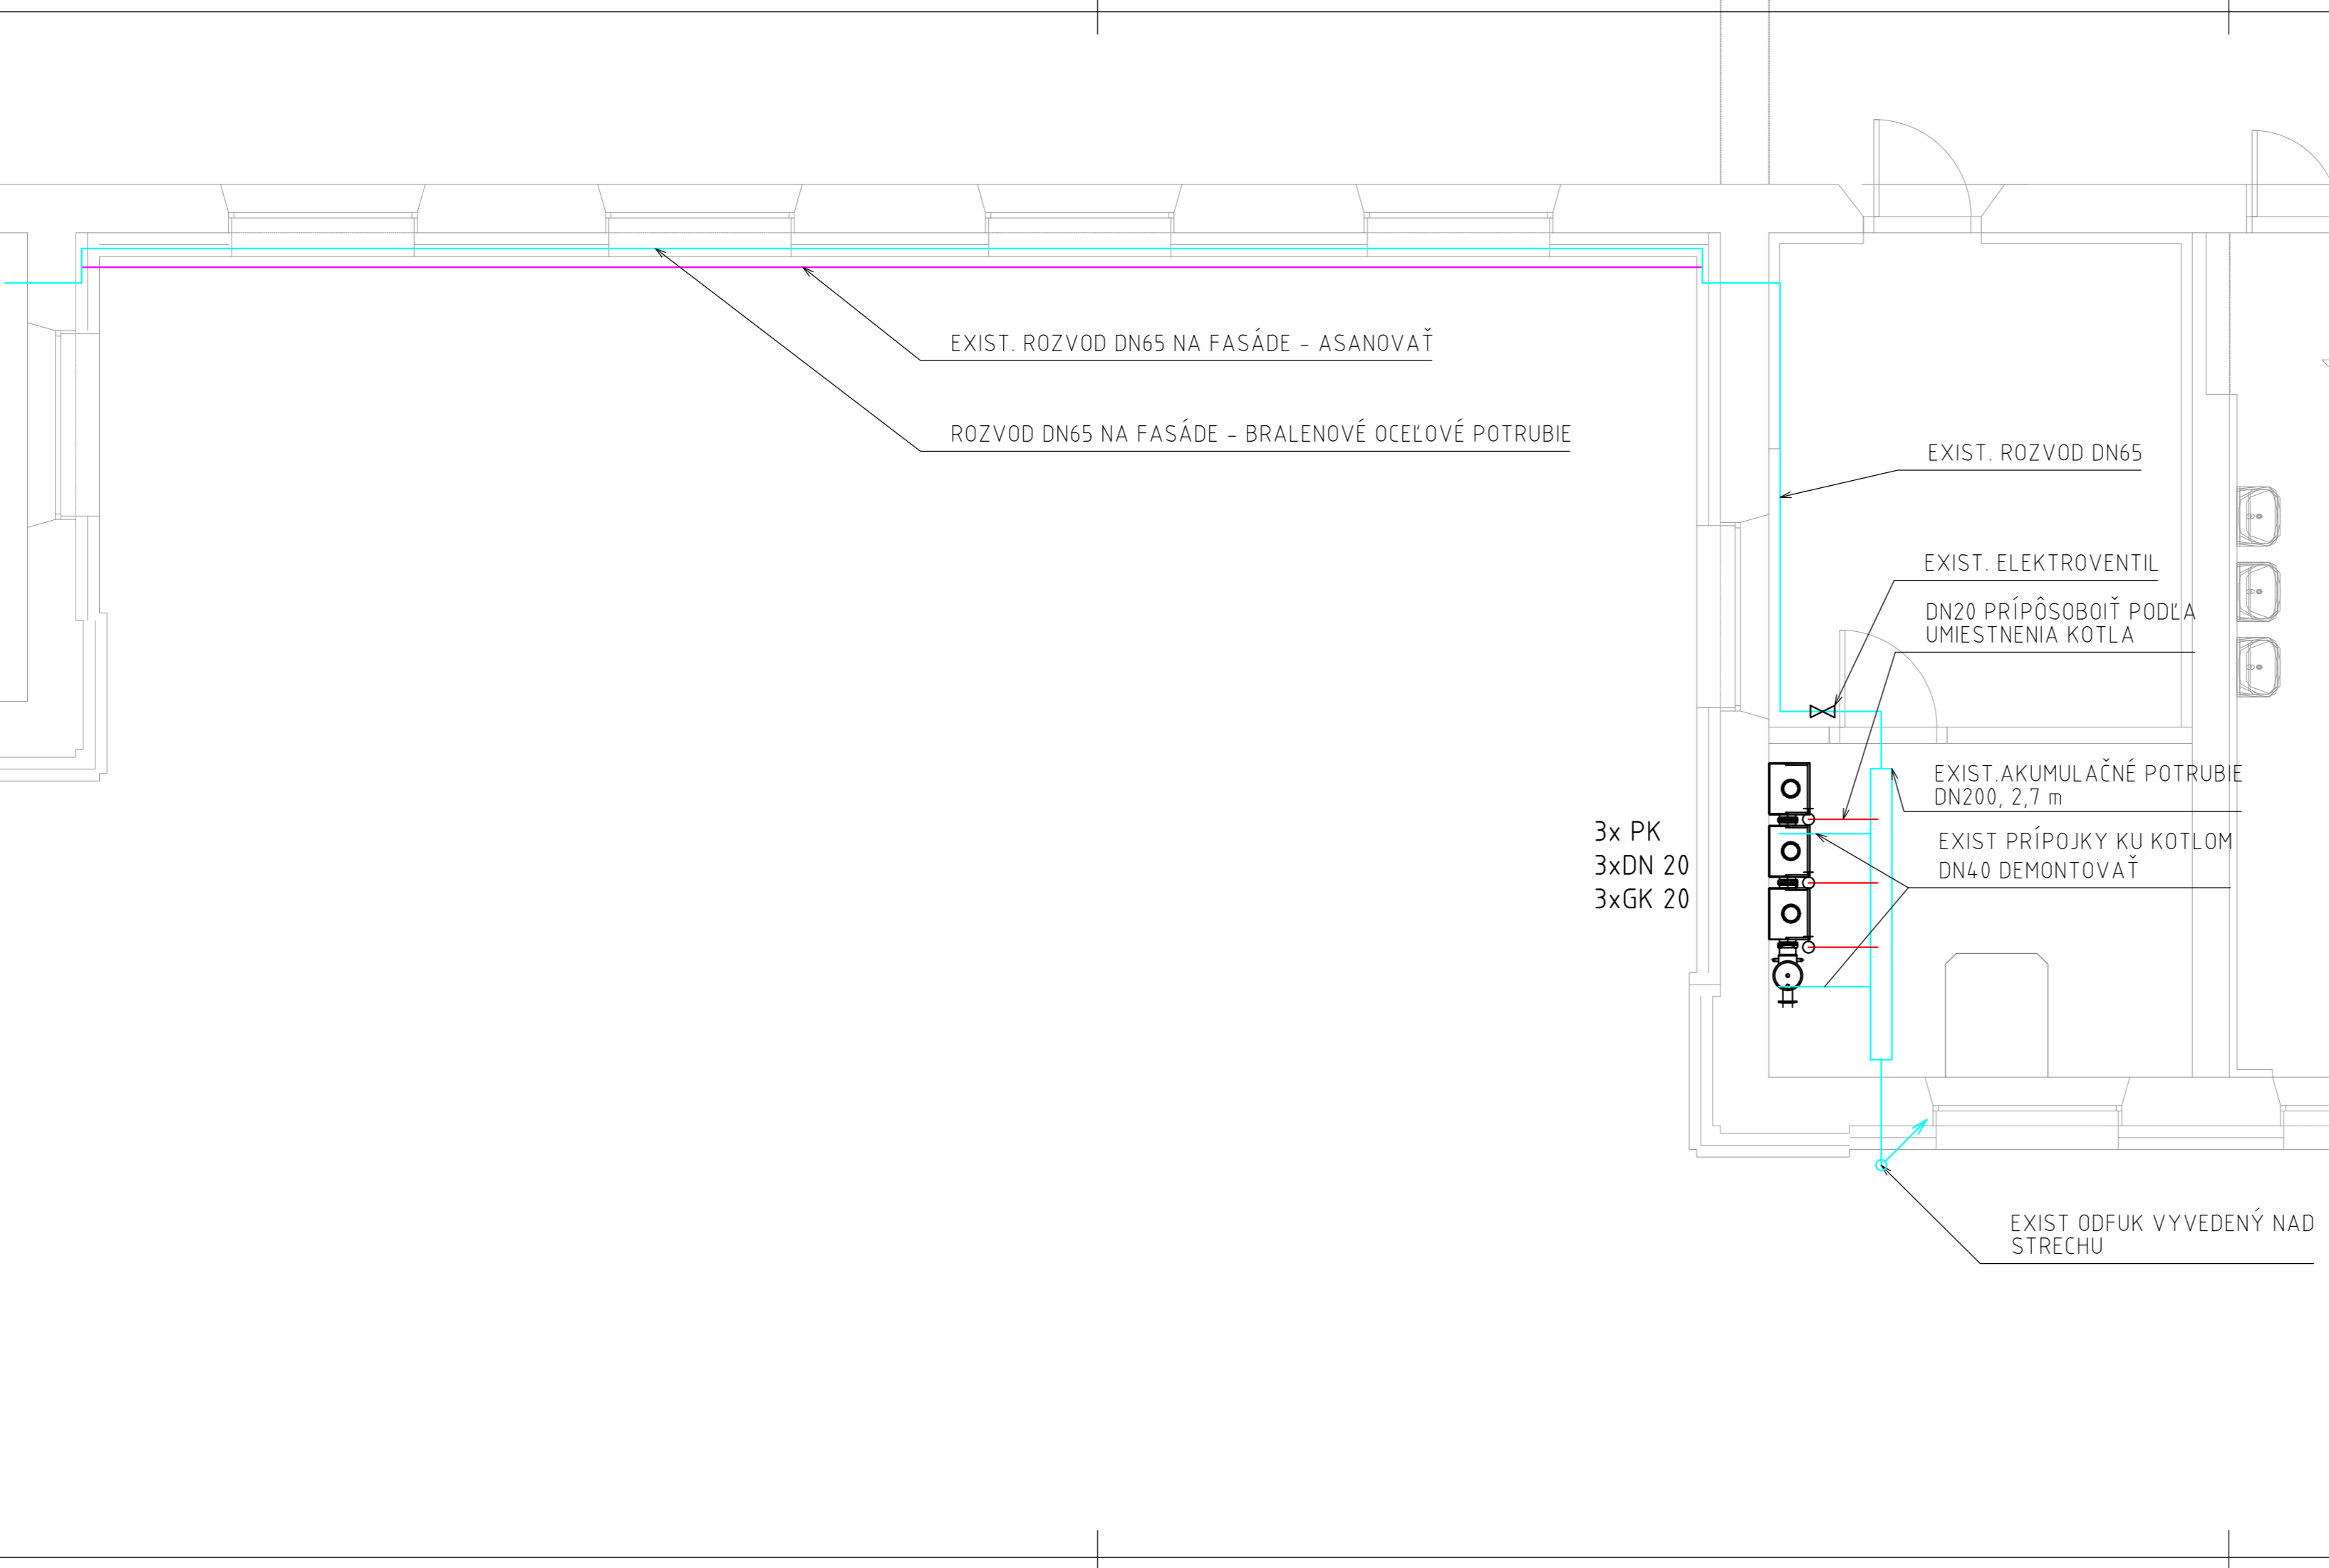 EXIST. ROZVOD DN65 NA FASÁDE - ASANOVAŤ
ROZVOD DN65 NA FASÁDE - BRALENOVÉ OCEĽOVÉ POTRUBIE
EXIST. ROZVOD DN65
EXIST. ELEKTROVENTIL
DN20 PRÍPÔSOBOIŤ PODĽA
UMIESTNENIA KOTLA
EXIST.AKUMULAČNÉ POTRUBIE
DN200, 2,7 m
3x PK
3xDN 20
3xGK 20
EXIST PRÍPOJKY KU KOTLOM
DN40 DEMONTOVAŤ
EXIST ODFUK VYVEDENÝ NAD
STRECHU